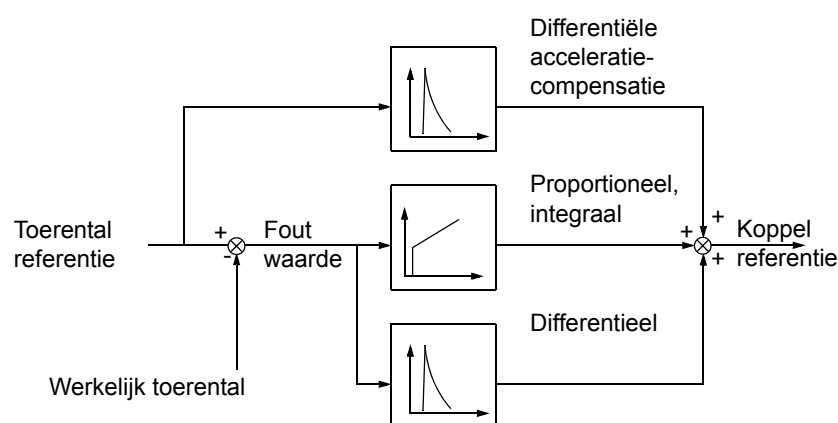 Differentiële
acceleratie-
compensatie
Proportioneel,
integraal
Toerental
referentie
+
-
Fout
waarde
+
+
+
Koppel
referentie
Differentieel
Werkelijk toerental